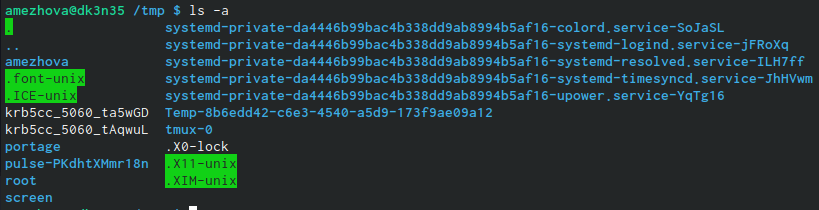 amezhova@dk3n35 /tmp $ ls -a
. systemd-private-da4446b99bac4b338dd9ab8994b5af16-colord.service-SoJaSL
.. systemd-private-da4446b99bac4b338dd9ab8994b5af16-systemd-logind.service-jFRoXq
amezhova systemd-private-da4446b99bac4b338dd9ab8994b5af16-systemd-resolved.service-ILH7ff
.font-unix systemd-private-da4446b99bac4b338dd9ab8994b5af16-systemd-timesyncd.service-JhHVwm
.ICE-unix systemd-private-da4446b99bac4b338dd9ab8994b5af16-upower.service-YqTg16
krb5cc_5060_ta5wGD Temp-8b6edd42-c6e3-4540-a5d9-173f9ae09a12
krb5cc_5060_tAqwuL tmux-0
portage .X0-lock
pulse-PKdhtXMmr18n .X11-unix
root .XIM-unix
screen